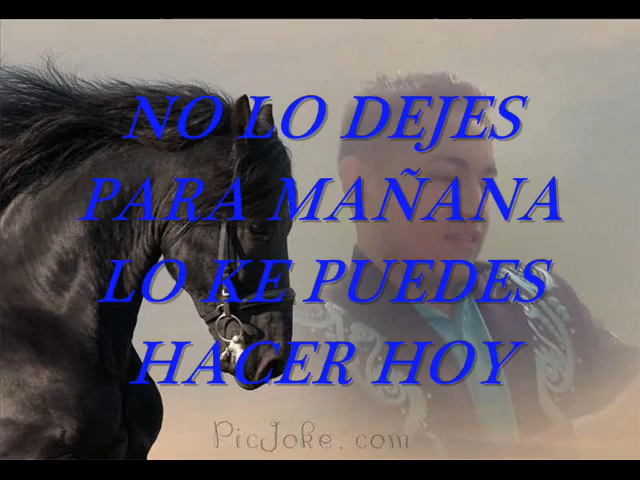 NO LO DEJES
PARA MAÑANA
LO KE PUEDES
HACER HOY
PicJoke.com